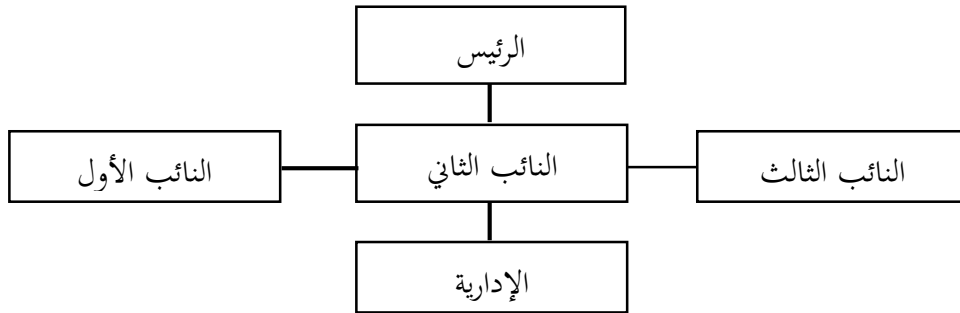 الرئيس
النائب الثالث
النائب الثاني
النائب الأول
الإدارية